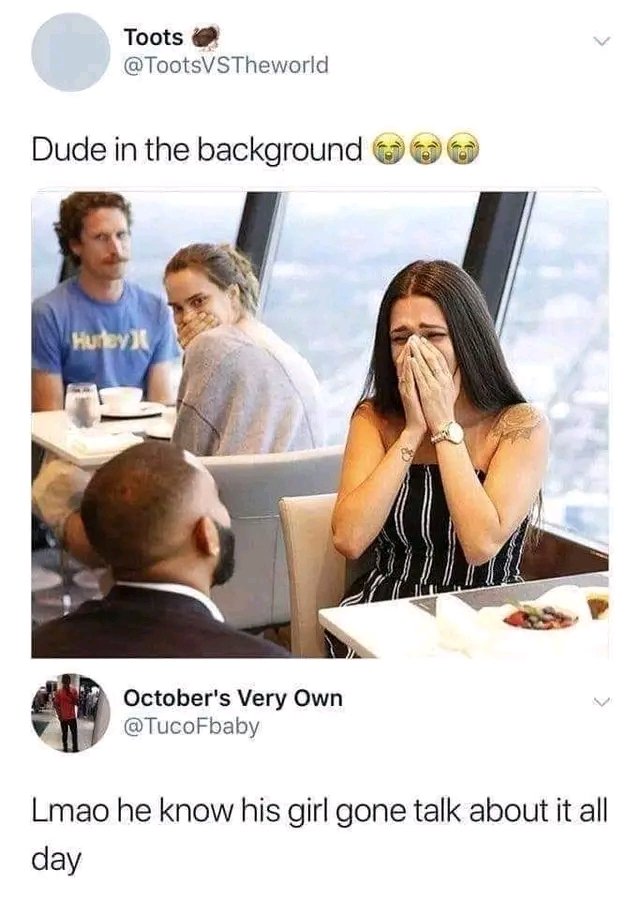 Toots 🦃
@TootsVSTheworld
Dude in the background 😭😭😭
Hurley
October's Very Own
@TucoFbaby
Lmao he know his girl gone talk about it all
day